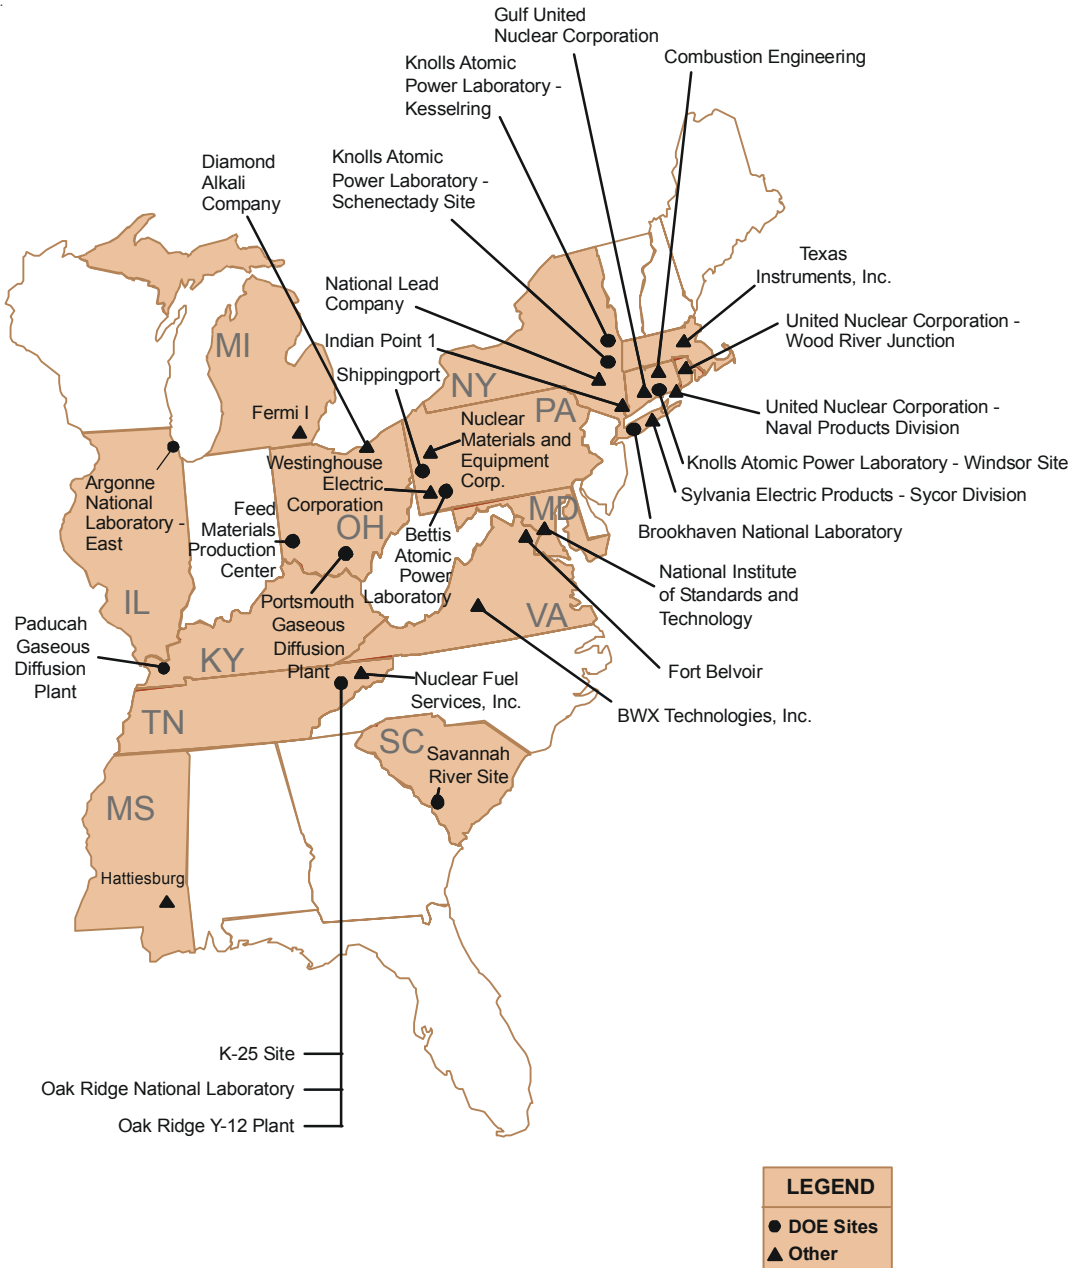 Gulf United
Nuclear Corporation
Combustion Engineering
Knolls Atomic
Power Laboratory -
Kesselring
Knolls Atomic
Power Laboratory -
Schenectady Site
Diamond
Alkali
Company
Texas
Instruments, Inc.
National Lead
Company
United Nuclear Corporation -
Wood River Junction
Indian Point 1
MI
Shippingport
NY
PA
Fermi I
Nuclear
Materials and
Equipment
Corp.
United Nuclear Corporation -
Naval Products Division
Westinghouse
Electric
Corporation
Knolls Atomic Power Laboratory - Windsor Site
Argonne
National
Laboratory -
East
Sylvania Electric Products - Sycor Division
Feed
Materials
Production
Center
OH
MD
Bettis
Atomic
Power
Laboratory
Brookhaven National Laboratory
National Institute
of Standards and
Technology
IL
Portsmouth
Gaseous
Diffusion
Plant
VA
Paducah
Gaseous
Diffusion
Plant
KY
Fort Belvoir
Nuclear Fuel
Services, Inc.
BWX Technologies, Inc.
TN
SC
Savannah
River Site
MS
Hattiesburg
K-25 Site
Oak Ridge National Laboratory
Oak Ridge Y-12 Plant
LEGEND
DOE Sites
Other